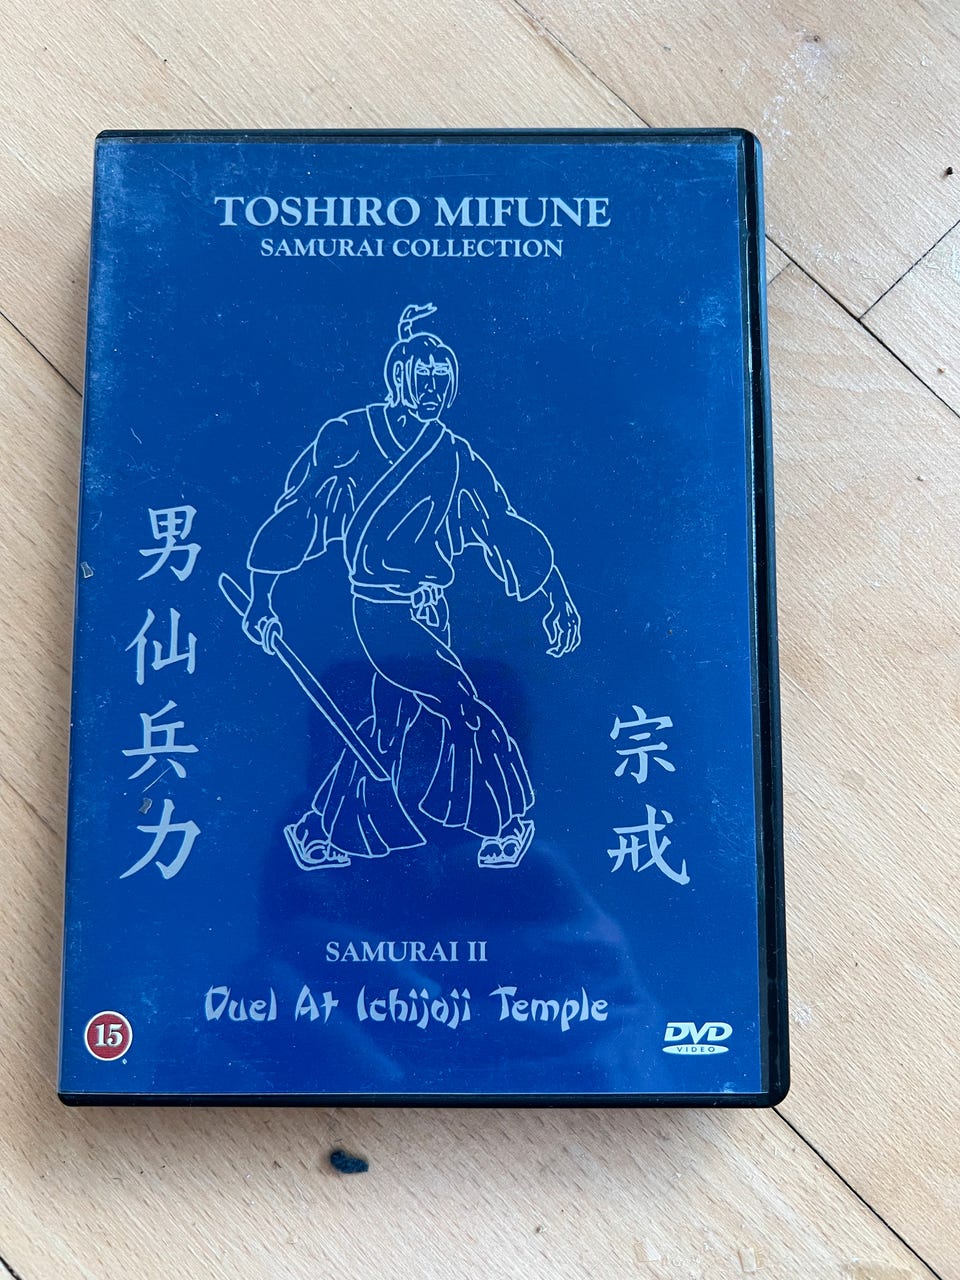 TOSHIRO MIFUNE
SAMURAI COLLECTION
男仙兵力
宗戒
SAMURAI II
Duel At Ichijoji Temple
15
DVD
VIDEO